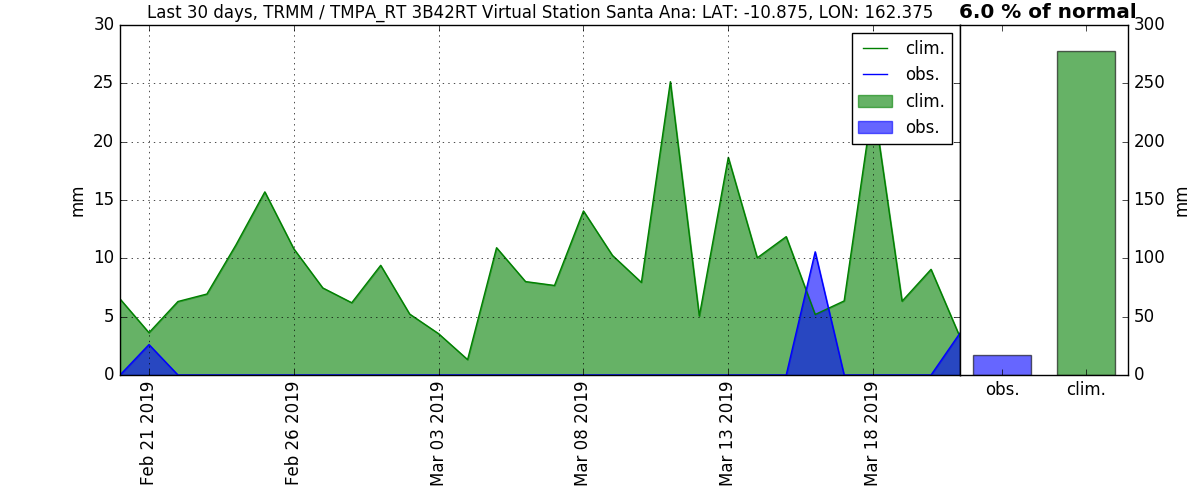 Last 30 days, TRMM / TMPA_RT 3B42RT Virtual Station Santa Ana: LAT: -10.875, LON: 162.375
6.0 % of normal
30
25
20
15
10
5
0
mm
clim.
obs.
clim.
obs.
Feb 21 2019
Feb 26 2019
Mar 03 2019
Mar 08 2019
Mar 13 2019
Mar 18 2019
300
250
200
150
100
50
0
mm
obs.
clim.